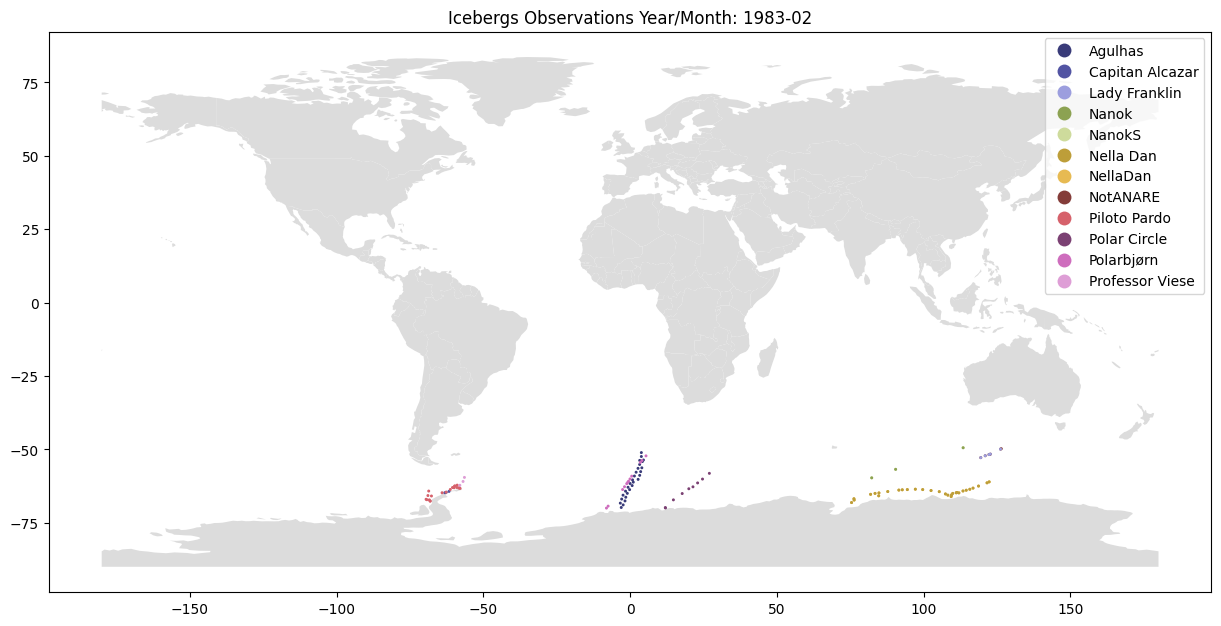 Icebergs Observations Year/Month: 1983-02
75
50
25
0
−25
−50
−75
−150
−100
−50
0
50
100
150
Agulhas
Capitan Alcazar
Lady Franklin
Nanok
NanokS
Nella Dan
NellaDan
NotANARE
Piloto Pardo
Polar Circle
Polarbjørn
Professor Viese